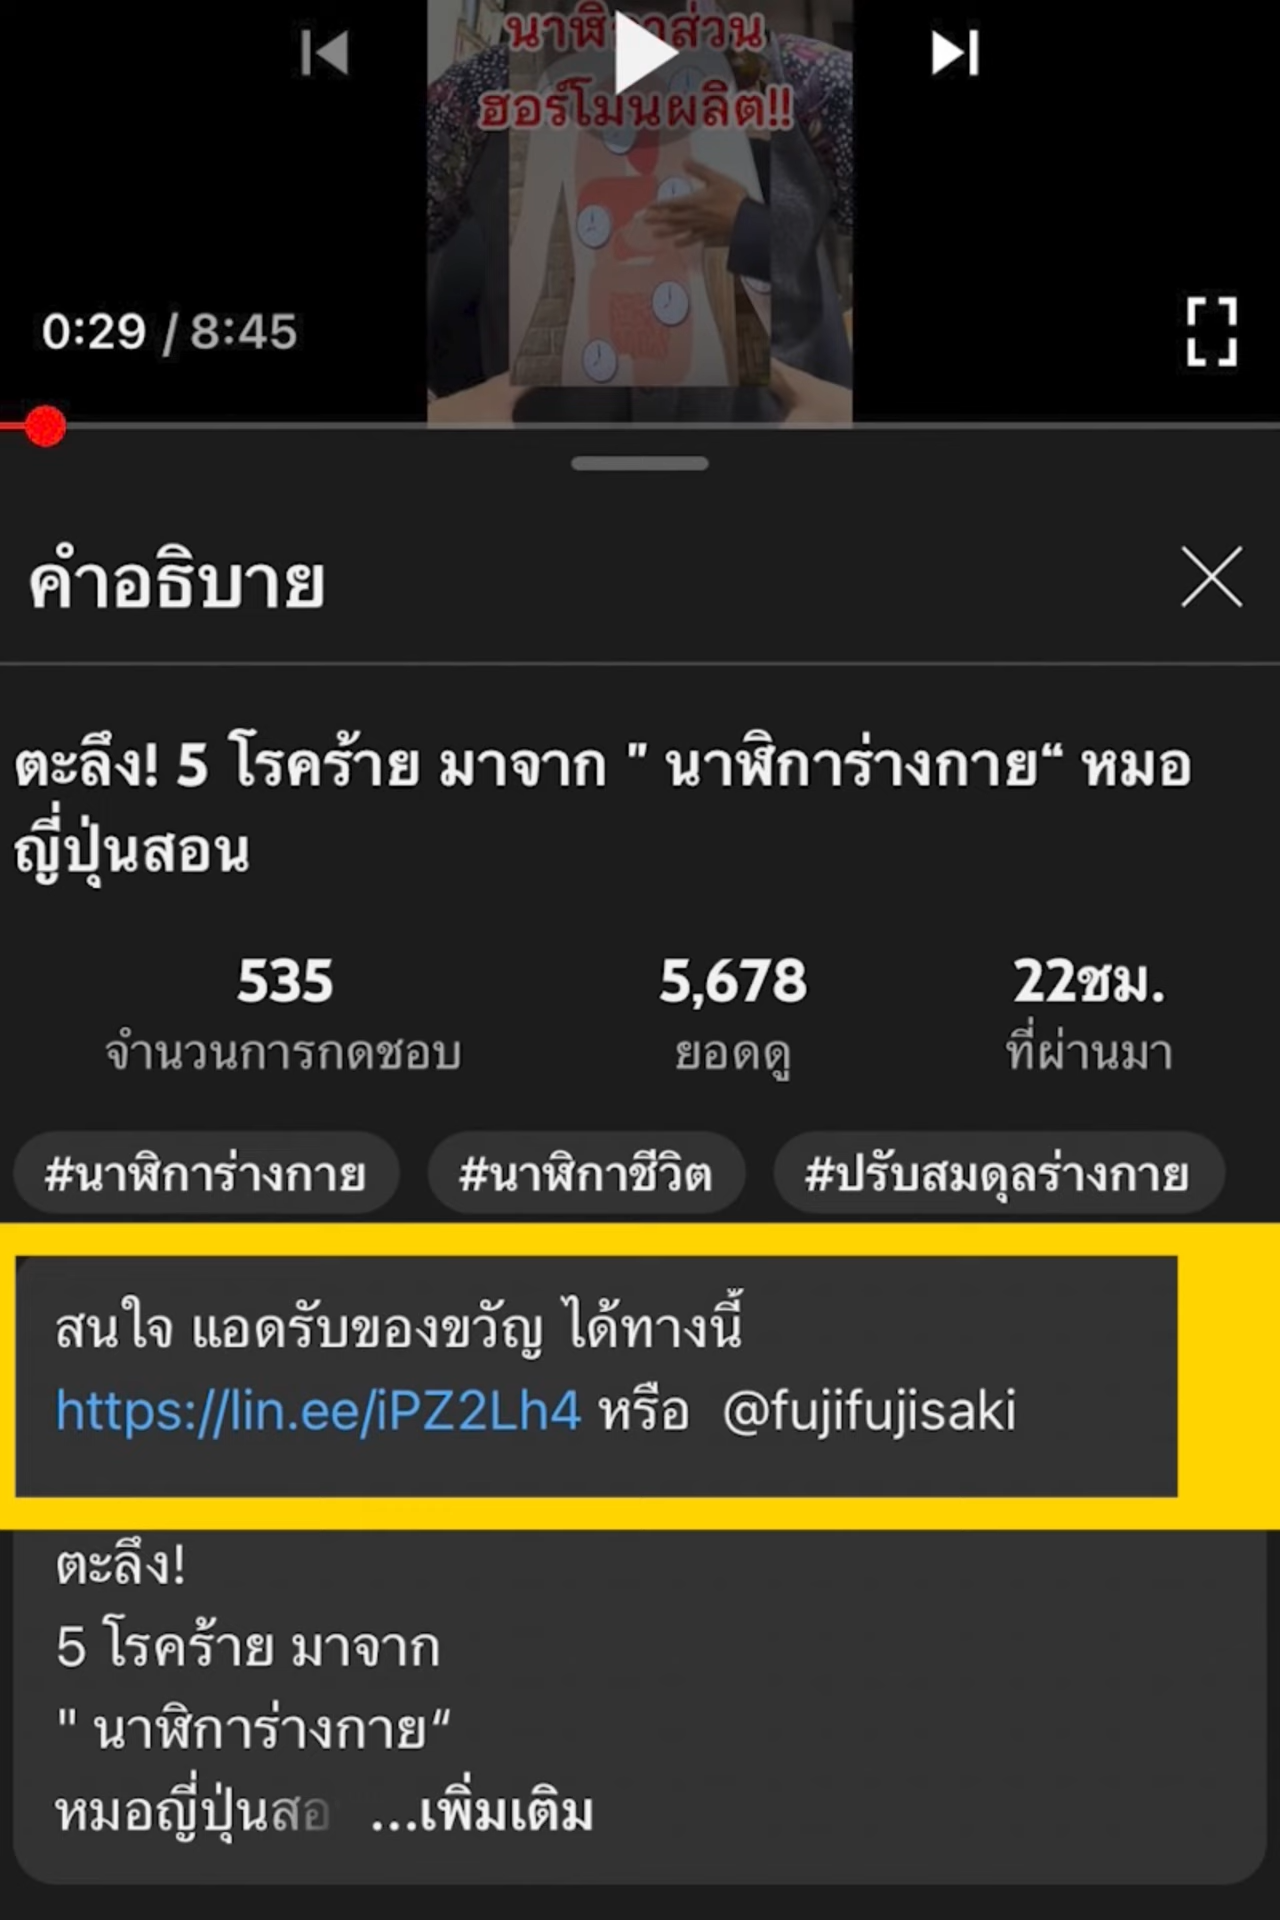 ฮอร์โมนผลิต!!
0:29 / 8:45
คำอธิบาย
ตะลึง! 5 โรคร้าย มาจาก " นาฬิการ่างกาย“ หมอ
ญี่ปุ่นสอน
535 5,678 22ชม.
จำนวนการกดชอบ ยอดดู ที่ผ่านมา
#นาฬิการ่างกาย #นาฬิกาชีวิต #ปรับสมดุลร่างกาย
สนใจ แอดรับของขวัญ ได้ทางนี้
https://lin.ee/iPZ2Lh4 หรือ @fujifujisaki
ตะลึง!
5 โรคร้าย มาจาก
" นาฬิการ่างกาย“
หมอญี่ปุ่นสอ ...เพิ่มเติม